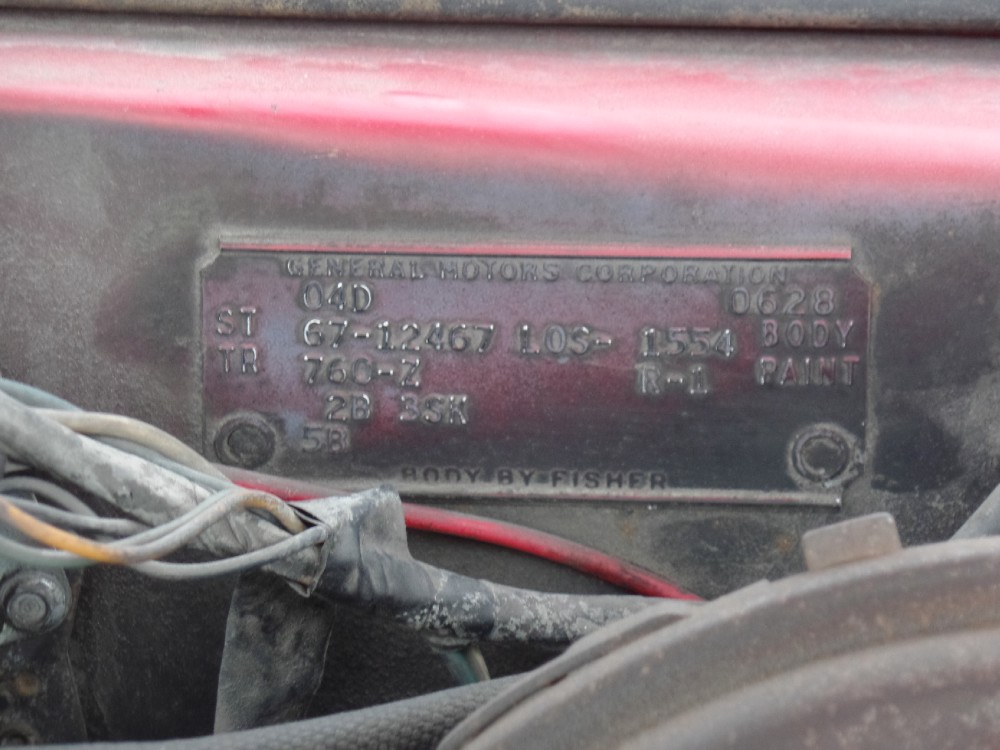 GENERAL MOTORS CORPORATION
04D 0628
ST 67-12467 LOS- 1554 BODY
TR 760-Z R-1 PAINT
2B 3SK
5B
BODY BY FISHER